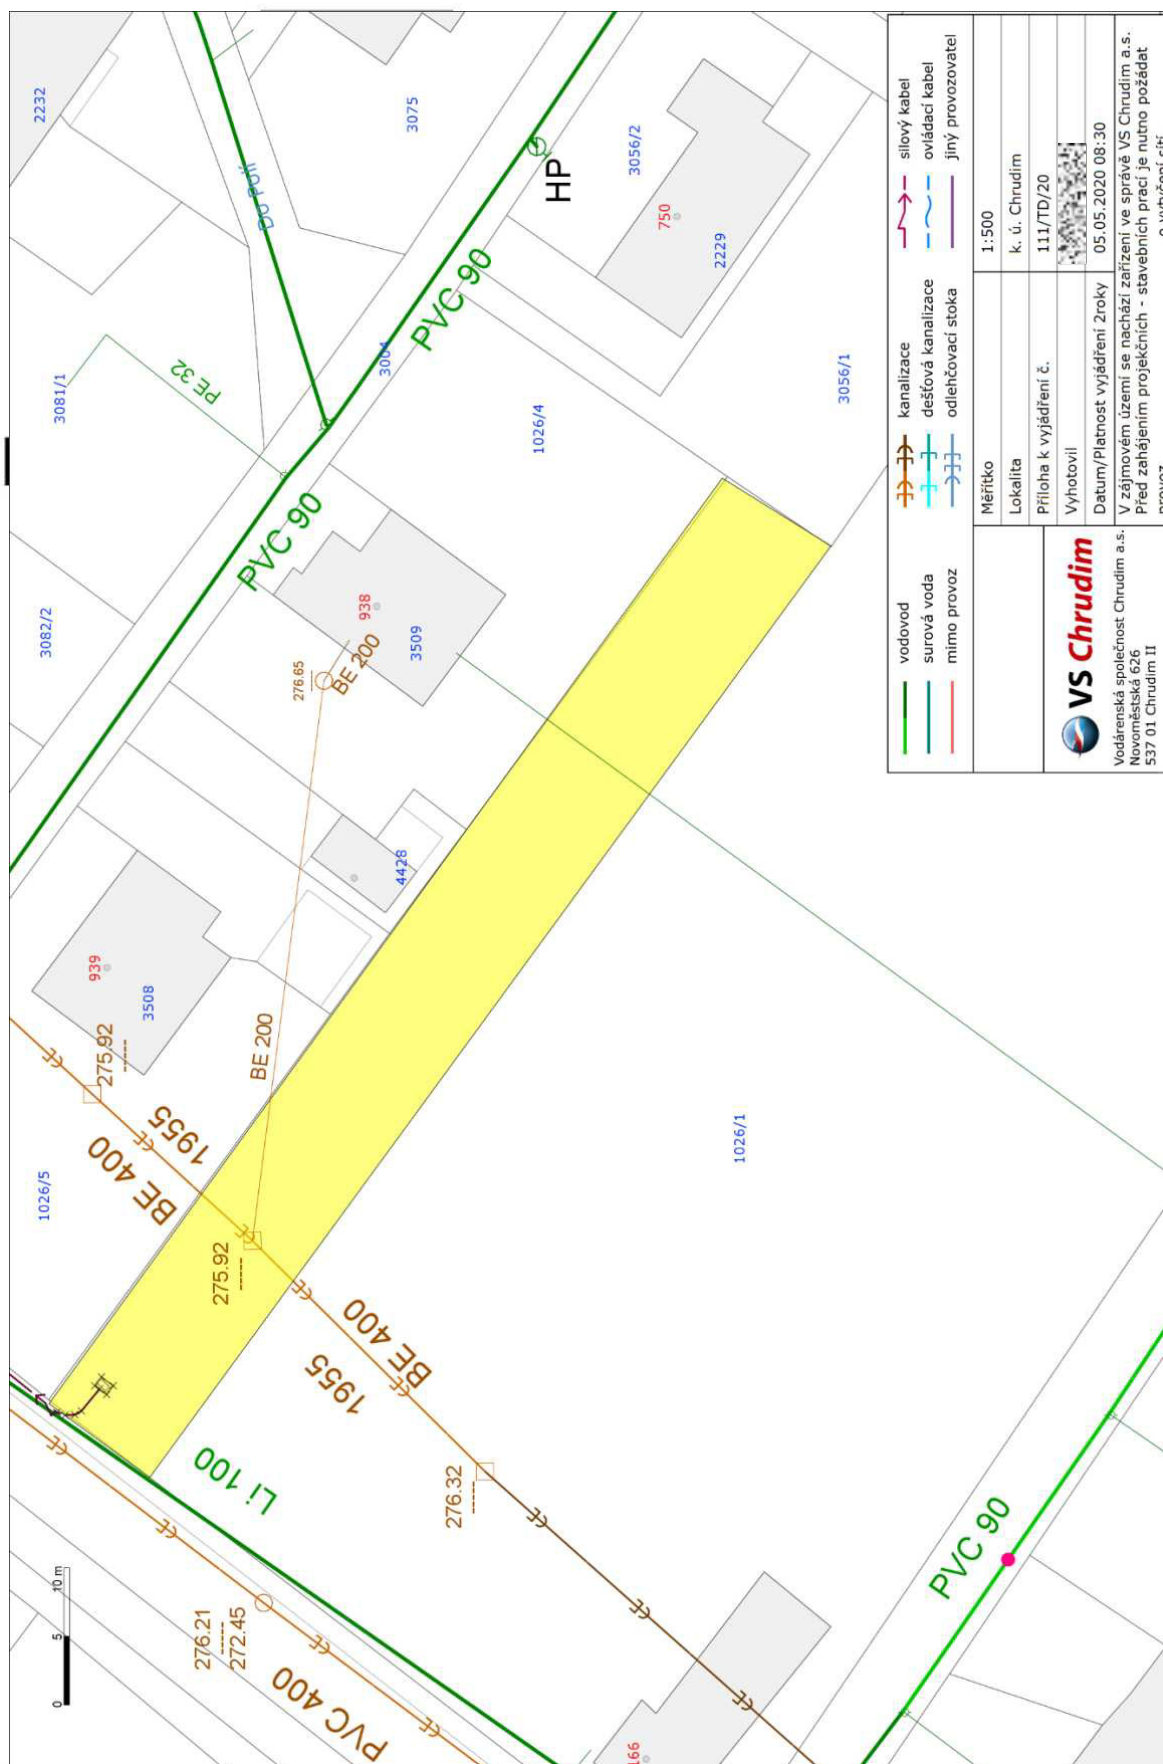 2232
3075
3056/2
HP
750
2229
3081/1
PE 32
PVC 90
3004
1026/4
3056/1
3082/2
PVC 90
938
3509
276.65
BE 200
4428
939
3508
275.92
BE 200
1955
BE 400
1026/5
275.92
1026/1
BE 400
1955
Li 100
276.32
PVC 90
0 5 10 m
276.21
272.45
PVC 400
166
vodovod
surová voda
mimo provoz
kanalizace
dešťová kanalizace
odlehčovací stoka
silový kabel
ovládací kabel
jiný provozovatel
Měřítko 1:500
Lokalita k. ú. Chrudim
Příloha k vyjádření č. 111/TD/20
Vyhotovil
Datum/Platnost vyjádření 2roky 05.05.2020 08:30
VS Chrudim
Vodárenská společnost Chrudim a.s.
Novoměstská 626
537 01 Chrudim II
V zájmovém území se nachází zařízení ve správě VS Chrudim a.s.
Před zahájením projekčních - stavebních prací je nutno požádat